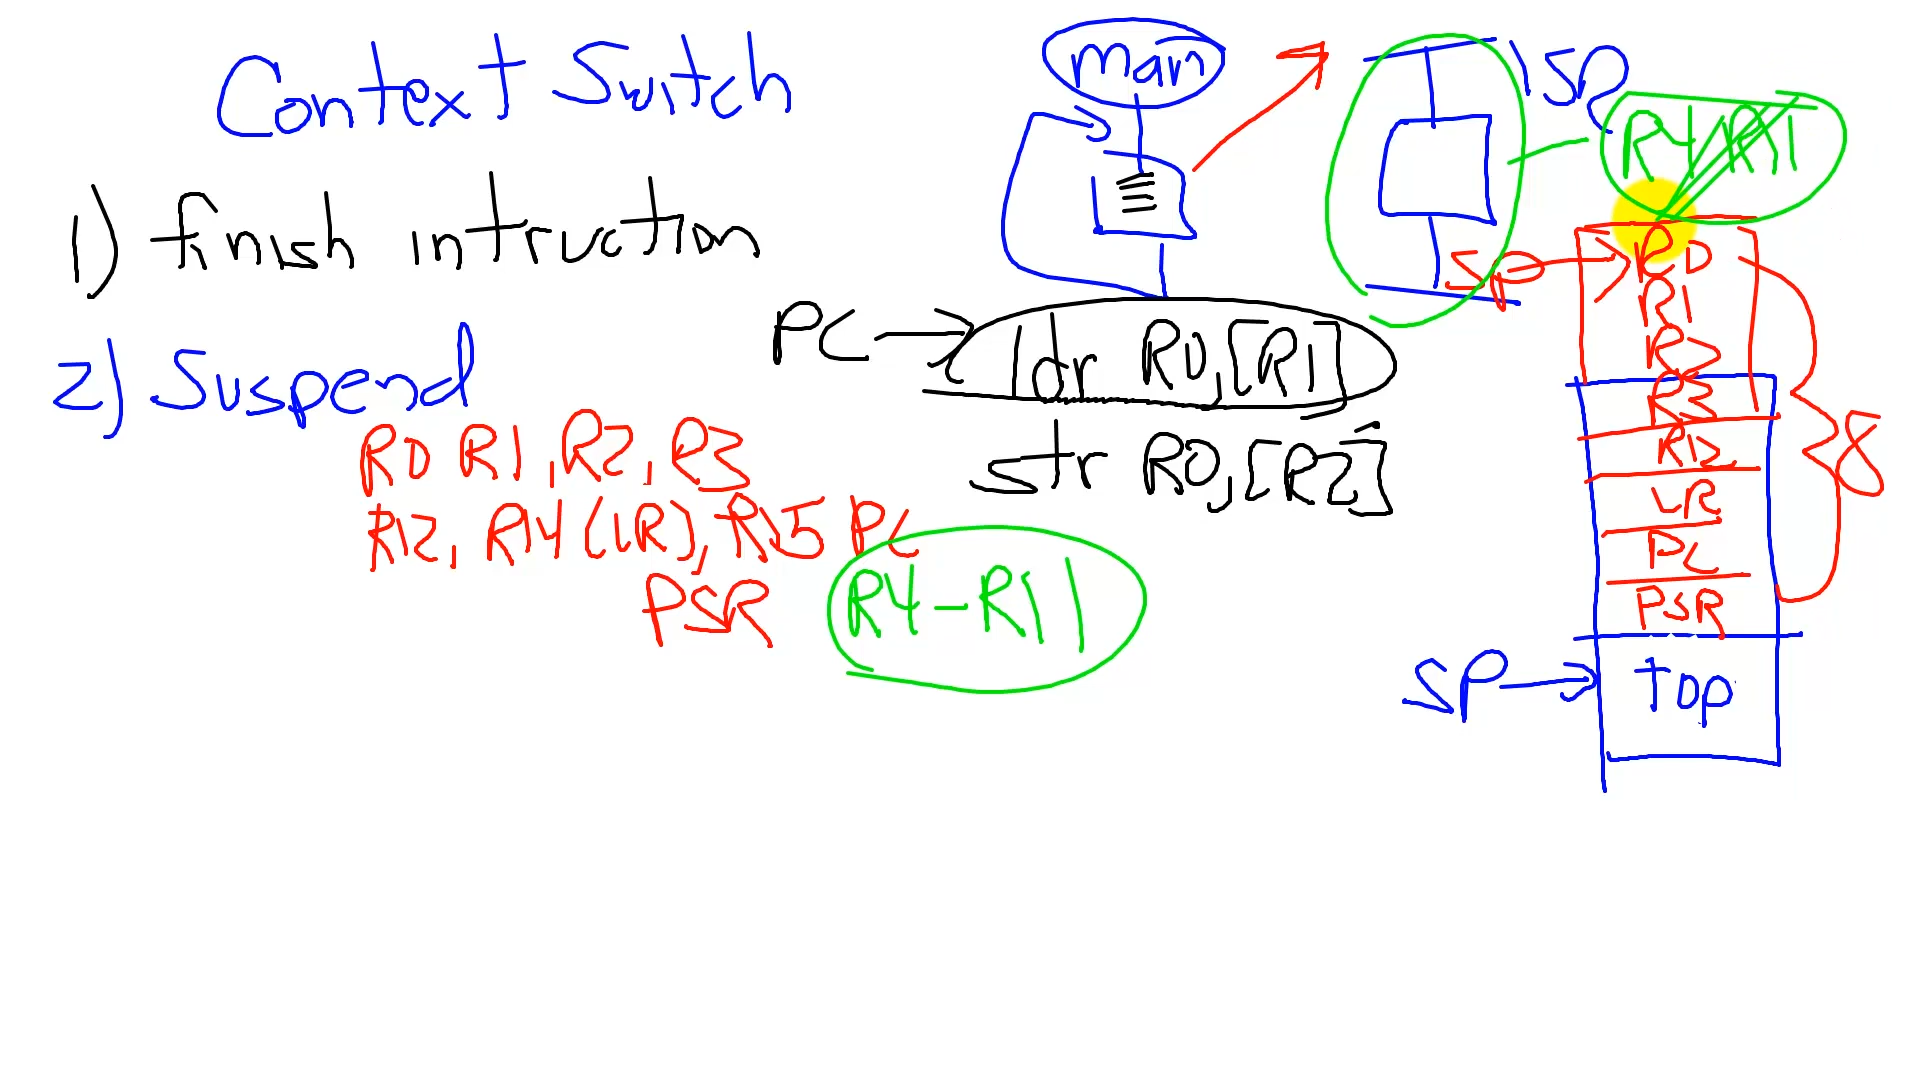 Context Switch
1) finish intruction
2) Suspend
R0 R1, R2, R3
R12, R14 (LR), R15 PC
PSR
R4-R11
main
PC
ldr R0,[R1]
str R0,[R2]
ISR
R4/R11
SP
R0
R1
R2
R3
R12
LR
PC
PSR
8
SP
top